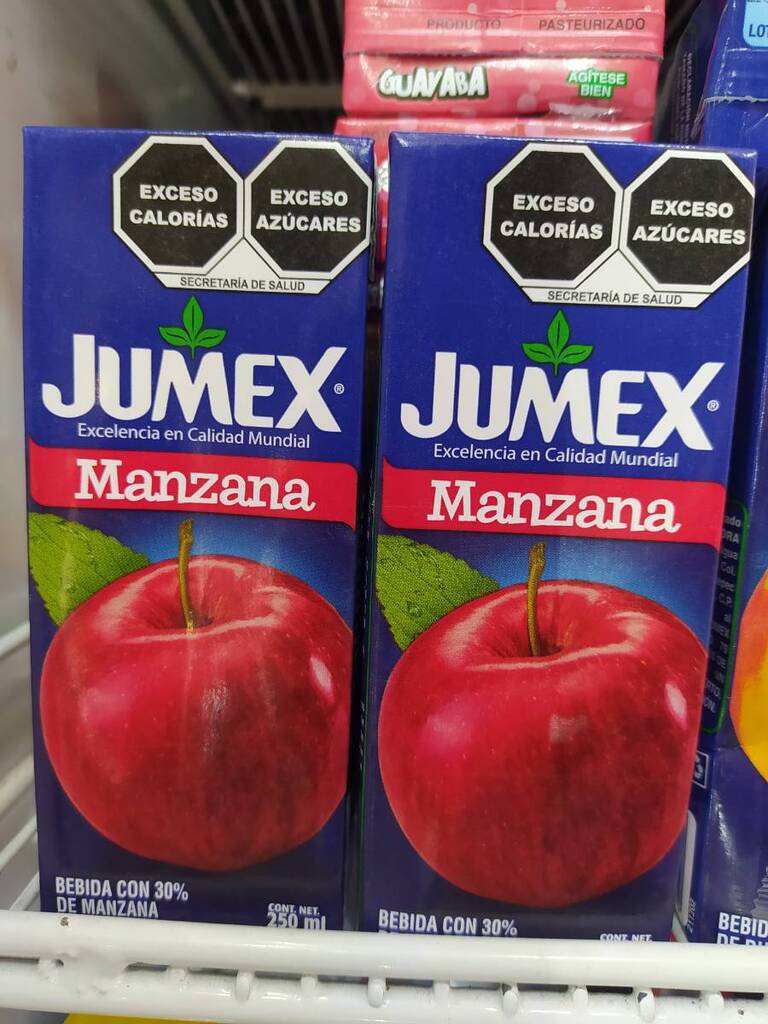 PRODUCTO PASTEURIZADO
GUAYABA
AGÍTESE
BIEN
LOT
EXCESO
CALORÍAS
EXCESO
AZÚCARES
SECRETARÍA DE SALUD
JUMEX®
Excelencia en Calidad Mundial
Manzana
BEBIDA CON 30%
DE MANZANA
CONT. NET.
250 ml
EXCESO
CALORÍAS
EXCESO
AZÚCARES
SECRETARÍA DE SALUD
JUMEX®
Excelencia en Calidad Mundial
Manzana
BEBIDA CON 30%
CONT. NET.
BEBID